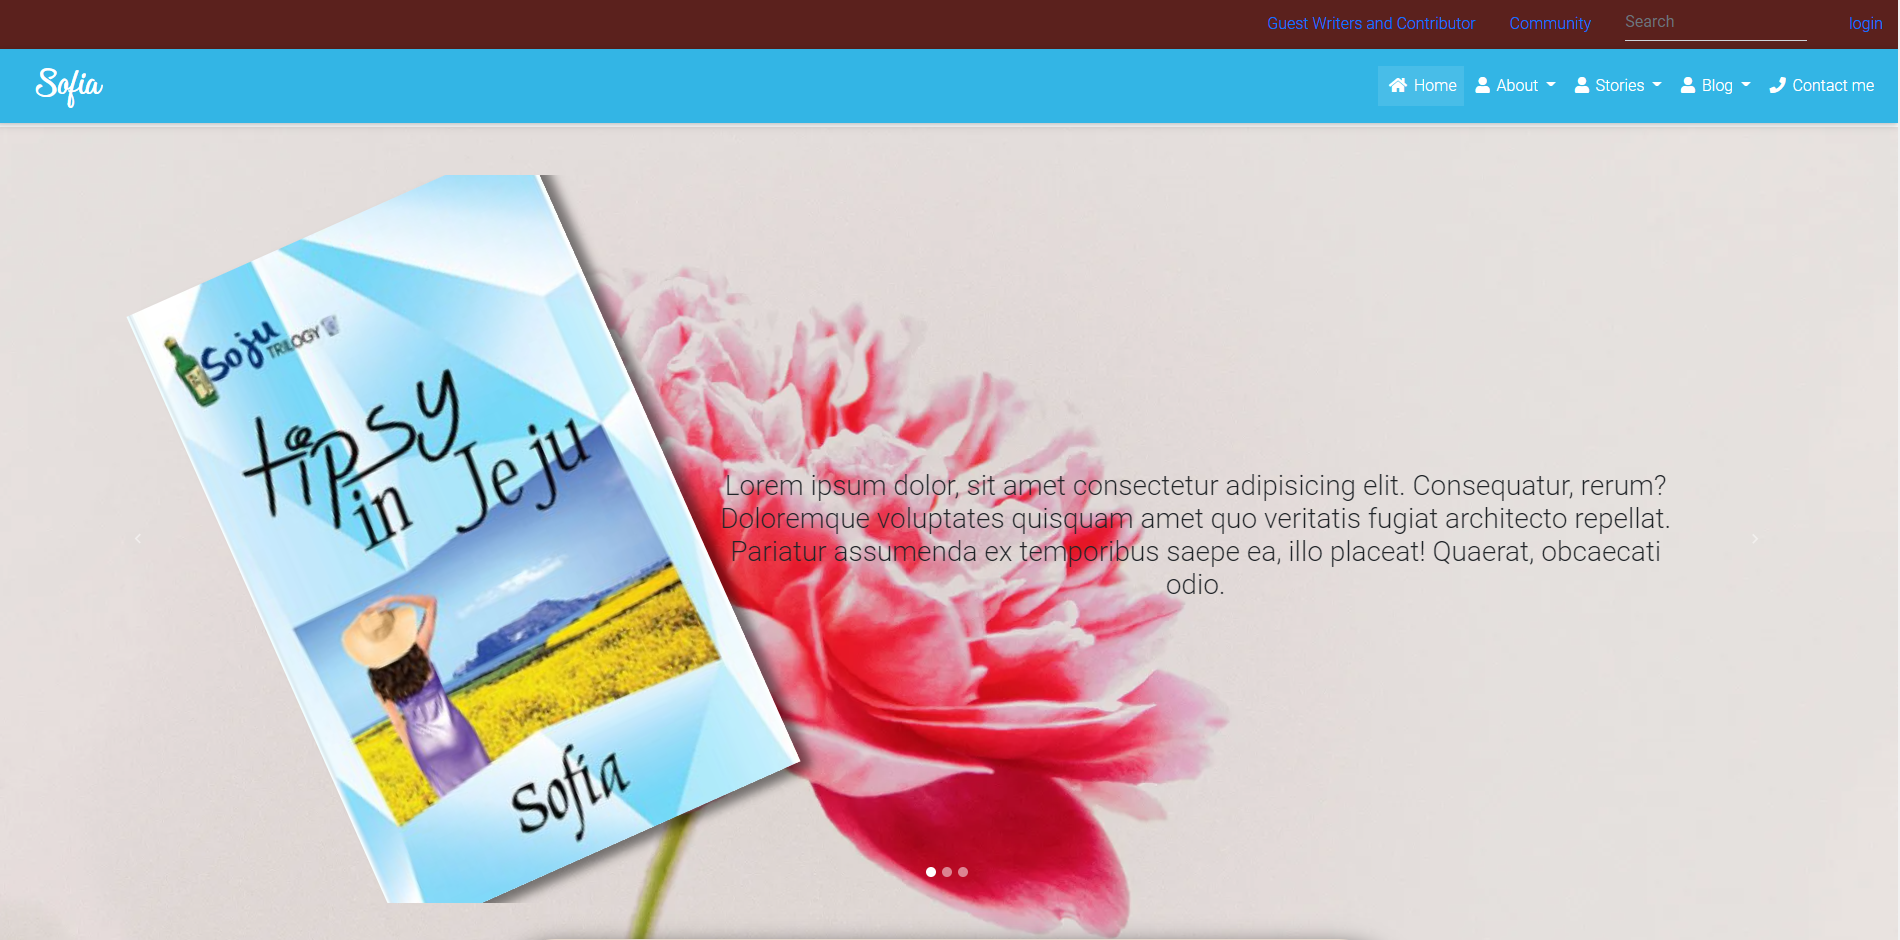 Guest Writers and Contributor Community Search login
Sofia
Home About Stories Blog Contact me
Soju
TRILOGY
tipsy
in Jeju
Sofia
Lorem ipsum dolor, sit amet consectetur adipisicing elit. Consequatur, rerum?
Doloremque voluptates quisquam amet quo veritatis fugiat architecto repellat.
Pariatur assumenda ex temporibus saepe ea, illo placeat! Quaerat, obcaecati
odio.